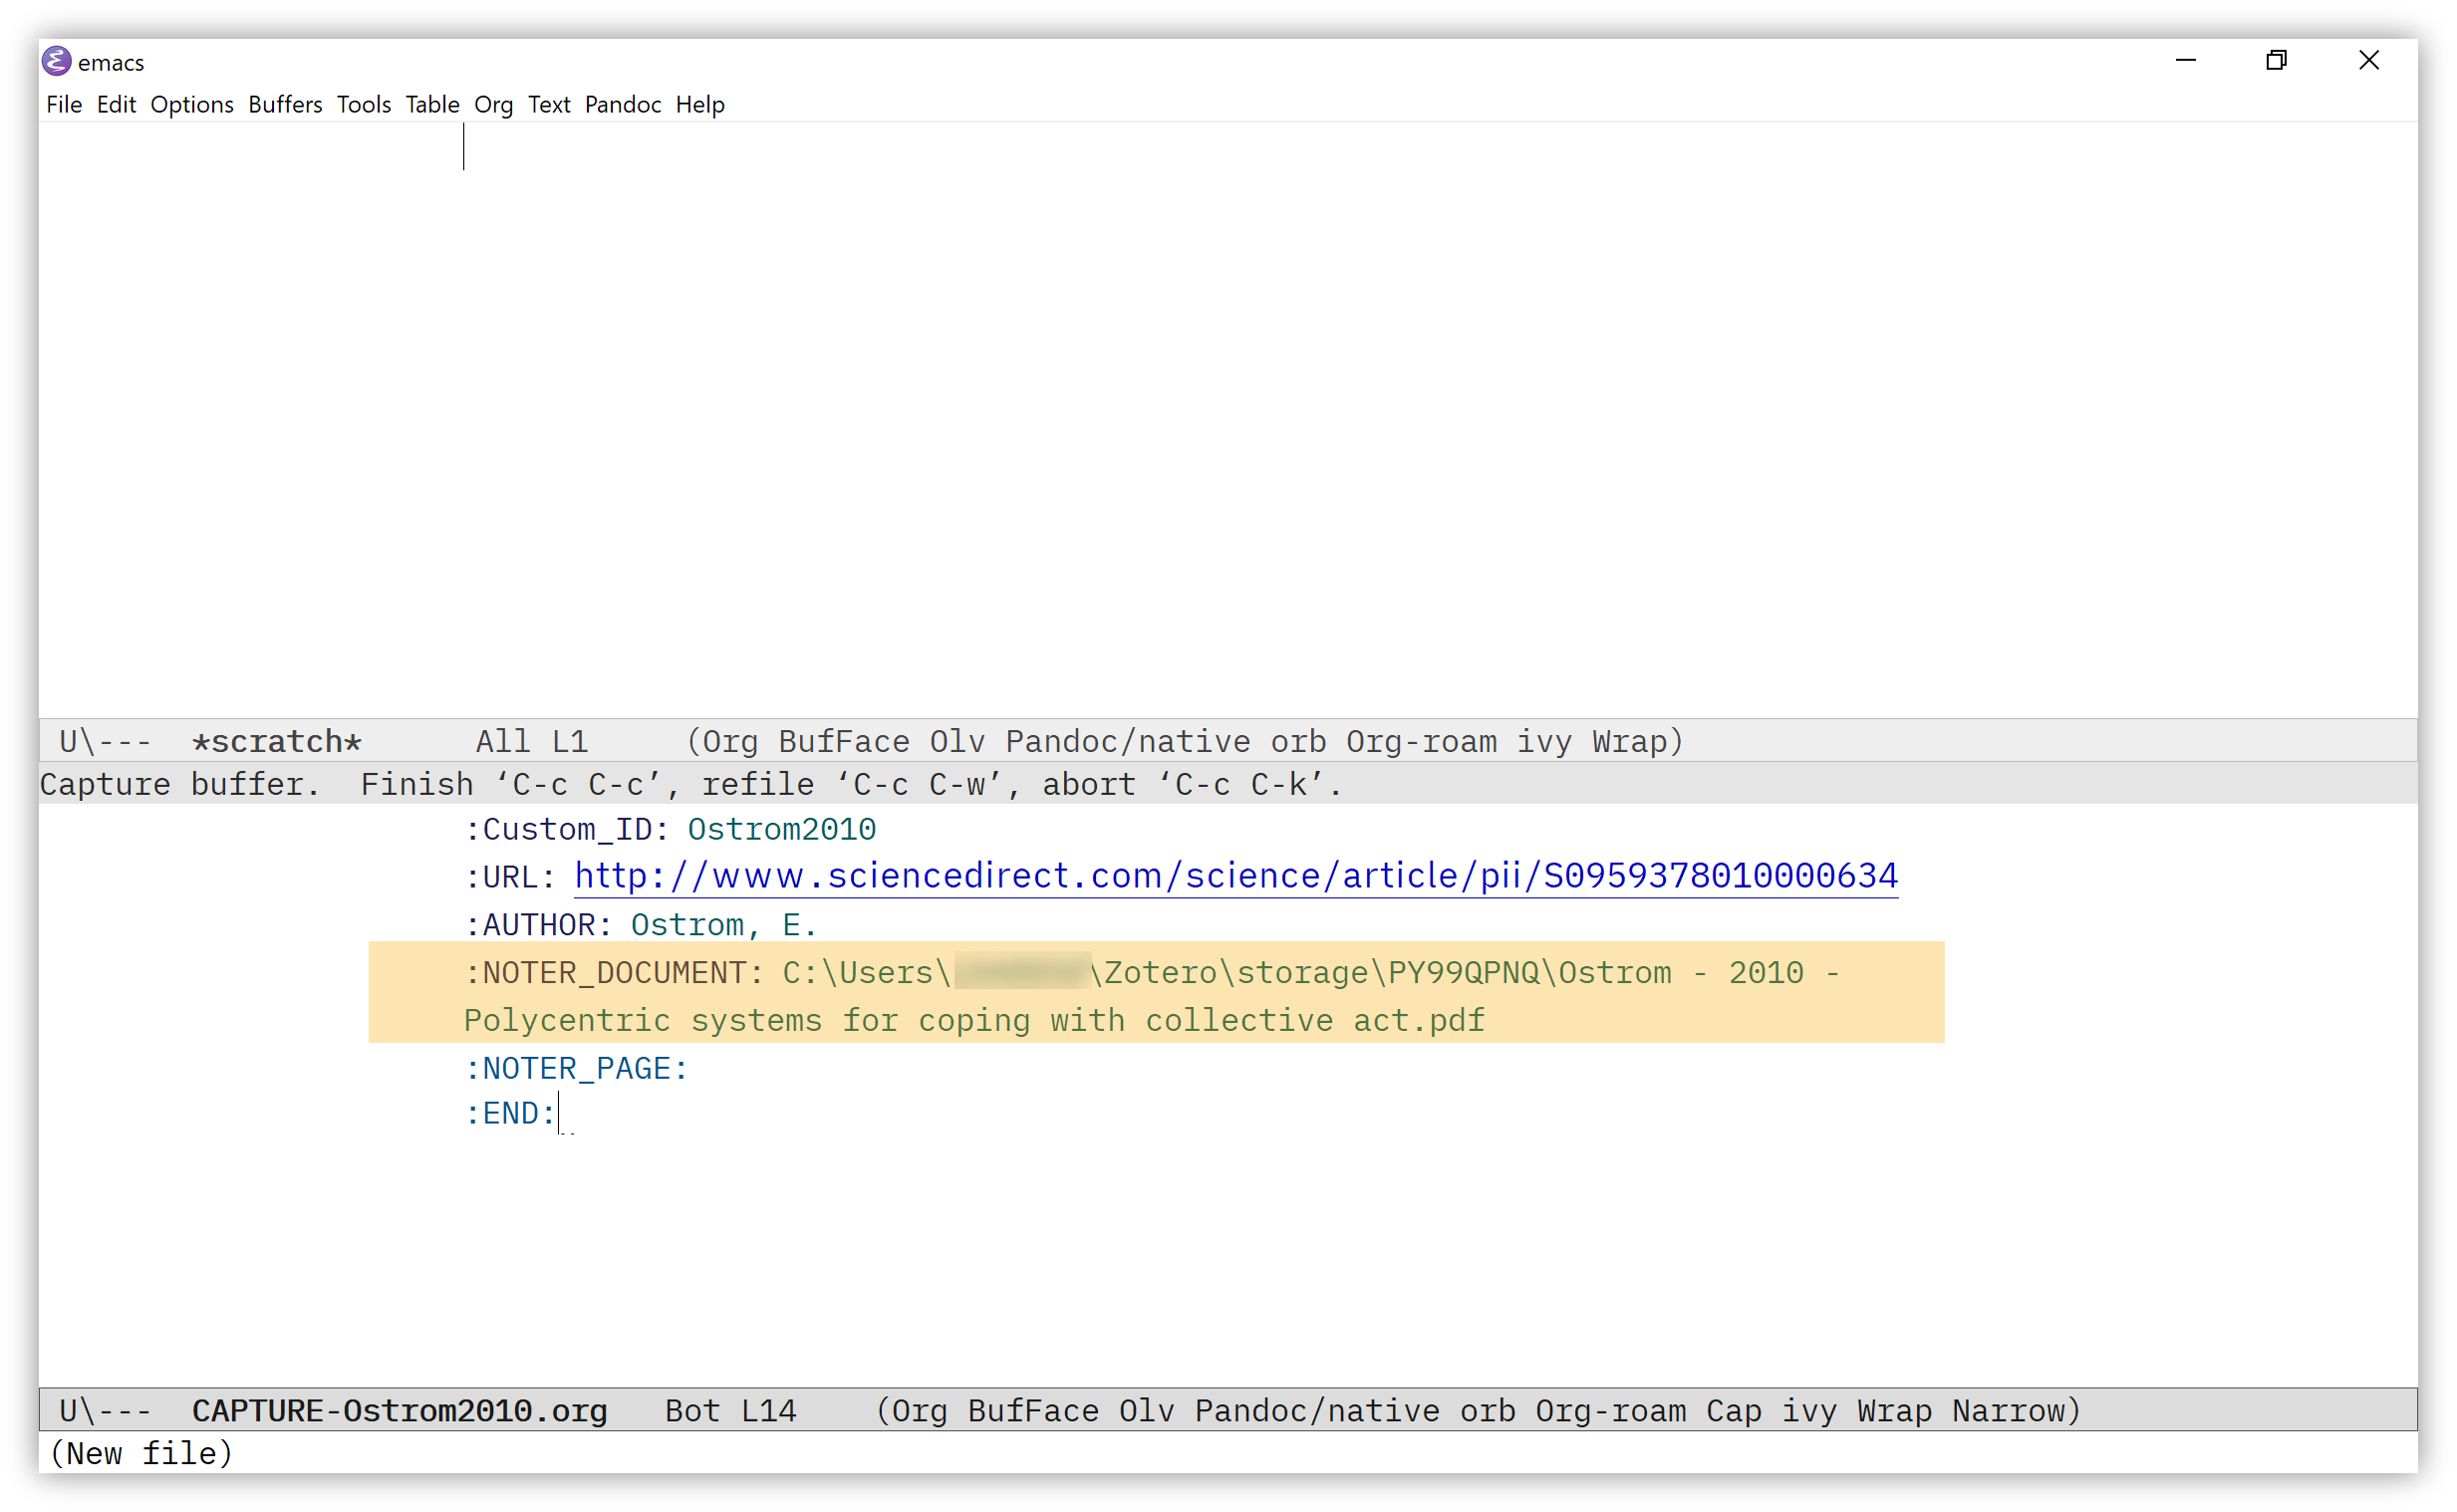 emacs
File Edit Options Buffers Tools Table Org Text Pandoc Help
U\--- *scratch* All L1 (Org BufFace Olv Pandoc/native orb Org-roam ivy Wrap)
Capture buffer. Finish ‘C-c C-c’, refile ‘C-c C-w’, abort ‘C-c C-k’.
:Custom_ID: Ostrom2010
:URL: http://www.sciencedirect.com/science/article/pii/S0959378010000634
:AUTHOR: Ostrom, E.
:NOTER_DOCUMENT: C:\Users\ \Zotero\storage\PY99QPNQ\Ostrom - 2010 -
Polycentric systems for coping with collective act.pdf
:NOTER_PAGE:
:END:
U\--- CAPTURE-Ostrom2010.org Bot L14 (Org BufFace Olv Pandoc/native orb Org-roam Cap ivy Wrap Narrow)
(New file)